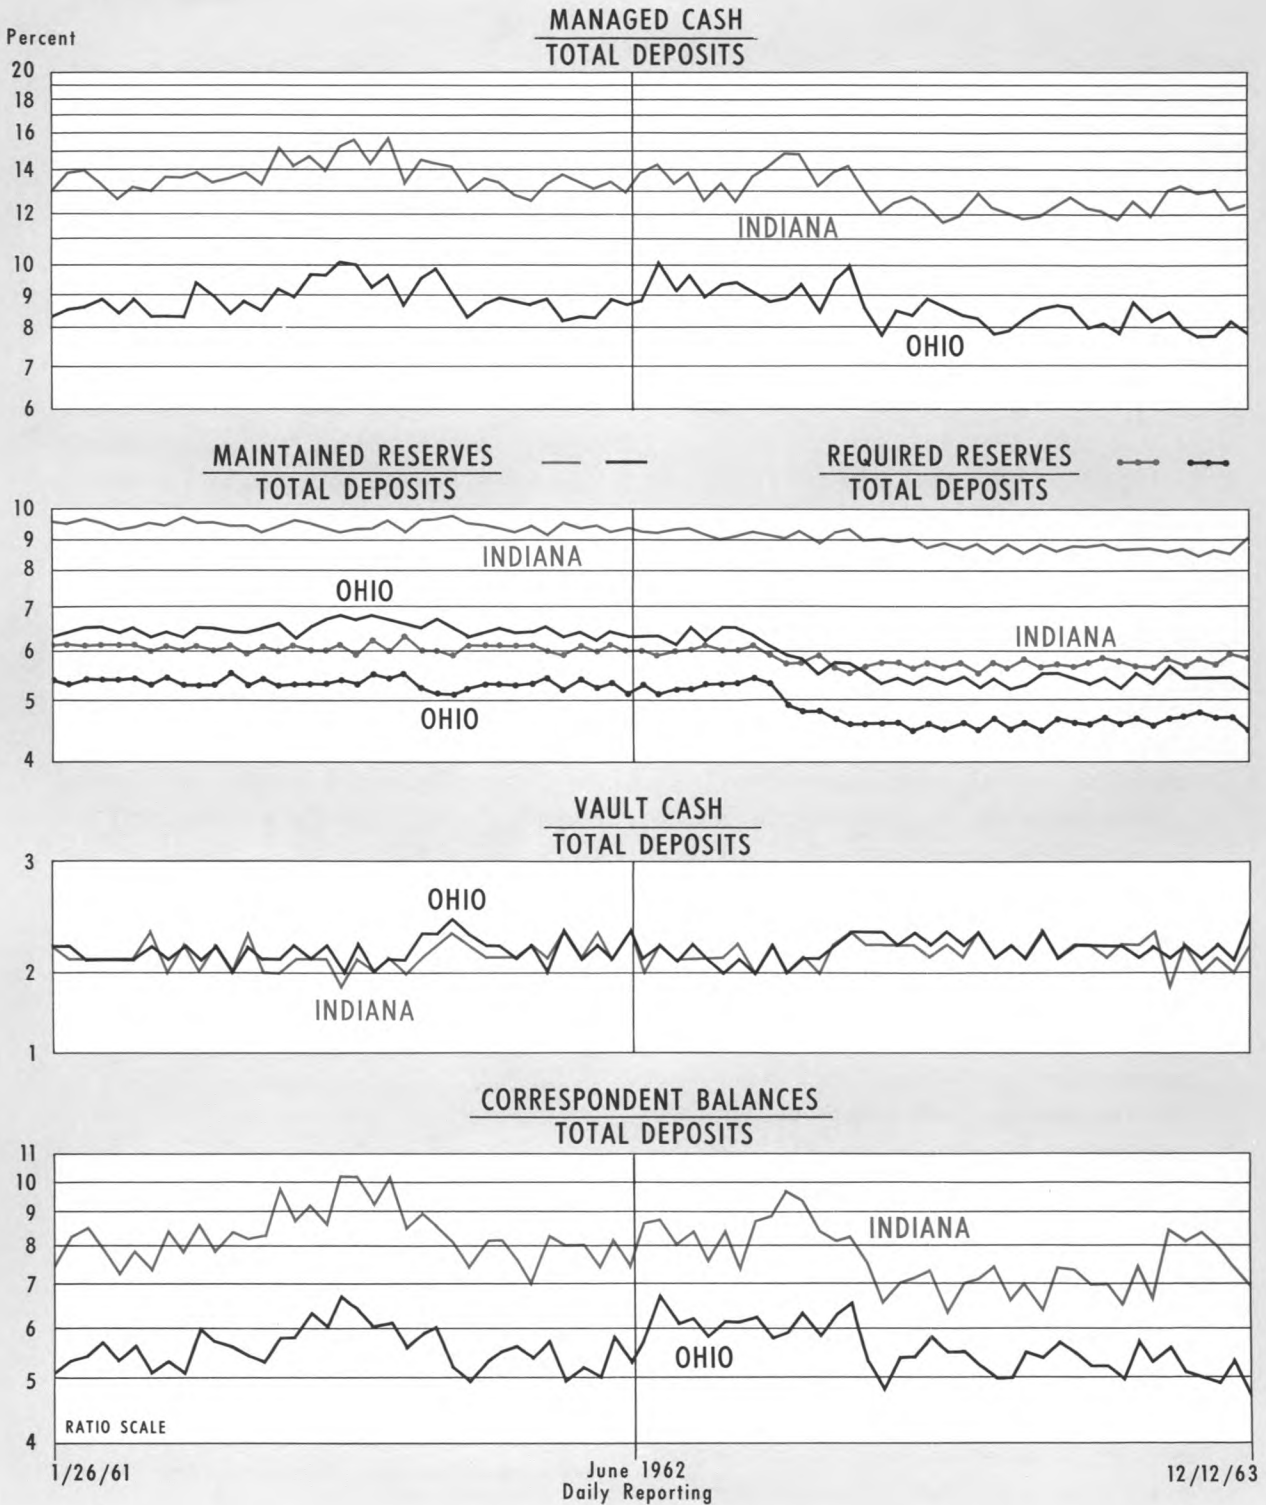 MANAGED CASH
TOTAL DEPOSITS
Percent
20
18
16
14
12
10
9
8
7
6
INDIANA
OHIO
MAINTAINED RESERVES
TOTAL DEPOSITS
REQUIRED RESERVES
TOTAL DEPOSITS
10
9
8
7
6
5
4
INDIANA
OHIO
INDIANA
OHIO
VAULT CASH
TOTAL DEPOSITS
3
2
1
OHIO
INDIANA
CORRESPONDENT BALANCES
TOTAL DEPOSITS
11
10
9
8
7
6
5
4
INDIANA
OHIO
RATIO SCALE
1/26/61
June 1962
Daily Reporting
12/12/63